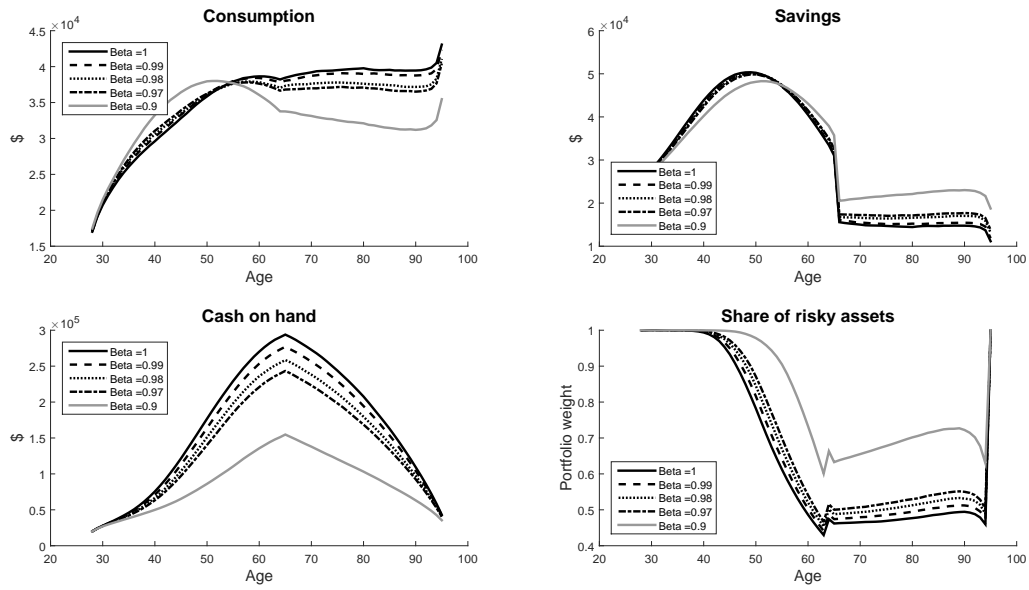 Consumption
×10^4
4.5
4
3.5
3
2.5
2
1.5
20 30 40 50 60 70 80 90 100
Age
$
Beta =1
Beta =0.99
Beta =0.98
Beta =0.97
Beta =0.9
Savings
×10^4
6
5
4
3
2
1
20 30 40 50 60 70 80 90 100
Age
$
Beta =1
Beta =0.99
Beta =0.98
Beta =0.97
Beta =0.9
Cash on hand
×10^5
3
2.5
2
1.5
1
0.5
0
20 30 40 50 60 70 80 90 100
Age
$
Beta =1
Beta =0.99
Beta =0.98
Beta =0.97
Beta =0.9
Share of risky assets
1
0.9
0.8
0.7
0.6
0.5
0.4
20 30 40 50 60 70 80 90 100
Age
Portfolio weight
Beta =1
Beta =0.99
Beta =0.98
Beta =0.97
Beta =0.9